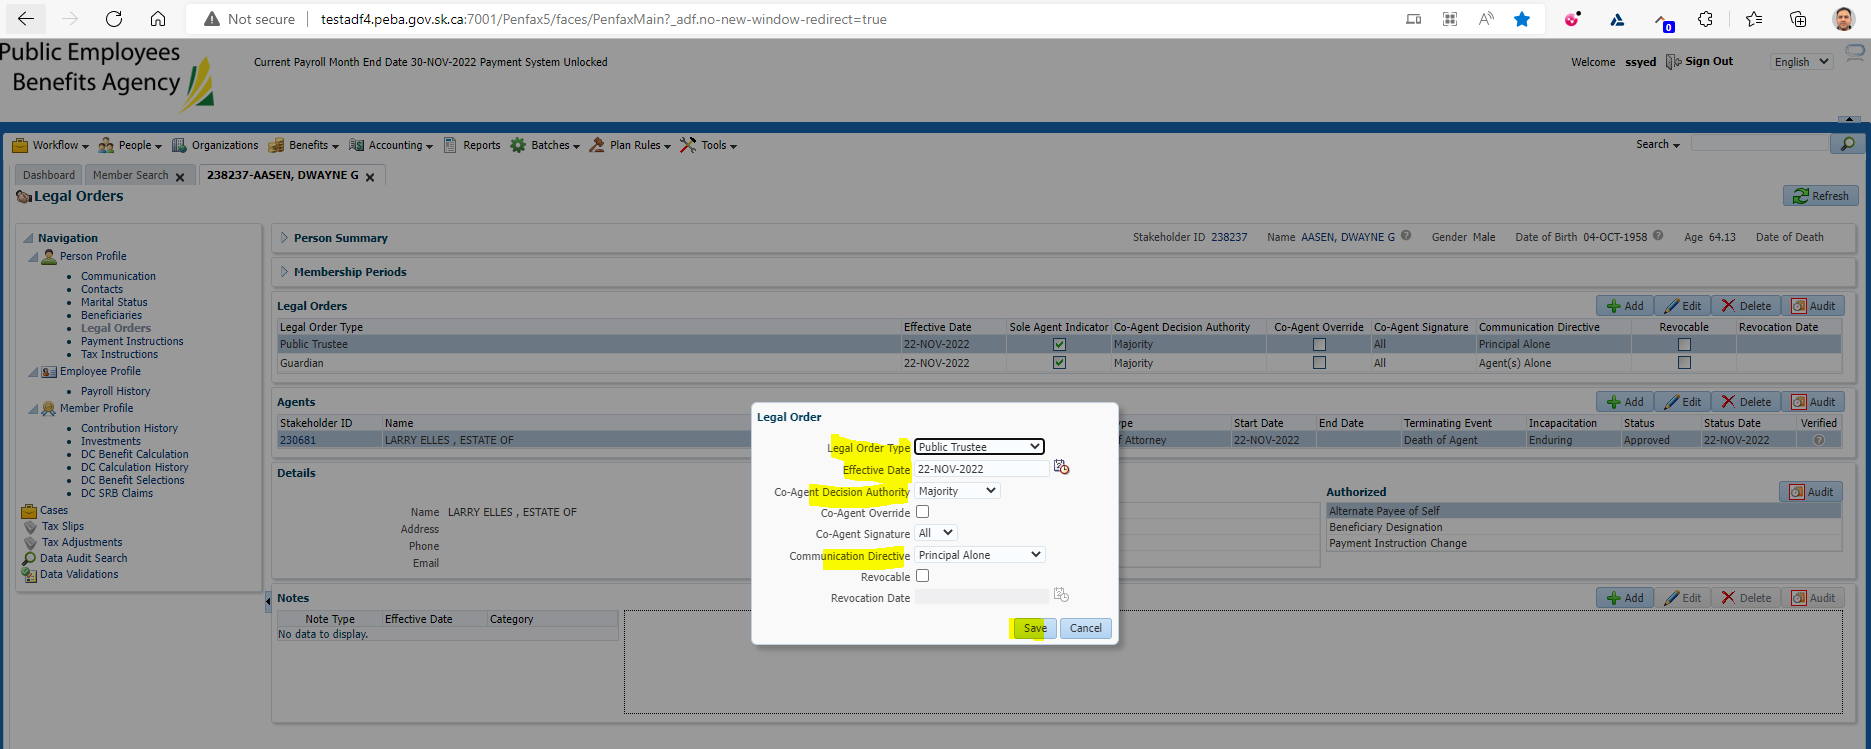 Not secure testadf4.peba.gov.sk.ca:7001/Penfax5/faces/PenfaxMain?_adf.no-new-window-redirect=true
0
Public Employees
Benefits Agency
Current Payroll Month End Date 30-NOV-2022 Payment System Unlocked
Welcome ssyed Sign Out English
Workflow People Organizations Benefits Accounting Reports Batches Plan Rules Tools Search
Dashboard Member Search 238237-AASEN, DWAYNE G
Legal Orders
Refresh
Navigation
Person Profile
Communication
Contacts
Marital Status
Beneficiaries
Legal Orders
Payment Instructions
Tax Instructions
Employee Profile
Payroll History
Member Profile
Contribution History
Investments
DC Benefit Calculation
DC Calculation History
DC Benefit Selections
DC SRB Claims
Cases
Tax Slips
Tax Adjustments
Data Audit Search
Data Validations
Person Summary Stakeholder ID 238237 Name AASEN, DWAYNE G Gender Male Date of Birth 04-OCT-1958 Age 64.13 Date of Death
Membership Periods
Legal Orders Add Edit Delete Audit
Legal Order Type Effective Date Sole Agent Indicator Co-Agent Decision Authority Co-Agent Override Co-Agent Signature Communication Directive Revocable Revocation Date
Public Trustee 22-NOV-2022 Majority All Principal Alone
Guardian 22-NOV-2022 Majority All Agent(s) Alone
Agents Add Edit Delete Audit
Stakeholder ID Name Start Date End Date Terminating Event Incapacitation Status Status Date Verified
230681 LARRY ELLES , ESTATE OF Attorney 22-NOV-2022 Death of Agent Enduring Approved 22-NOV-2022
Details
Name LARRY ELLES , ESTATE OF
Address
Phone
Email
Authorized Audit
Alternate Payee of Self
Beneficiary Designation
Payment Instruction Change
Notes Add Edit Delete Audit
Note Type Effective Date Category
No data to display.
Legal Order
Legal Order Type Public Trustee
Effective Date 22-NOV-2022
Co-Agent Decision Authority Majority
Co-Agent Override
Co-Agent Signature All
Communication Directive Principal Alone
Revocable
Revocation Date
Save Cancel